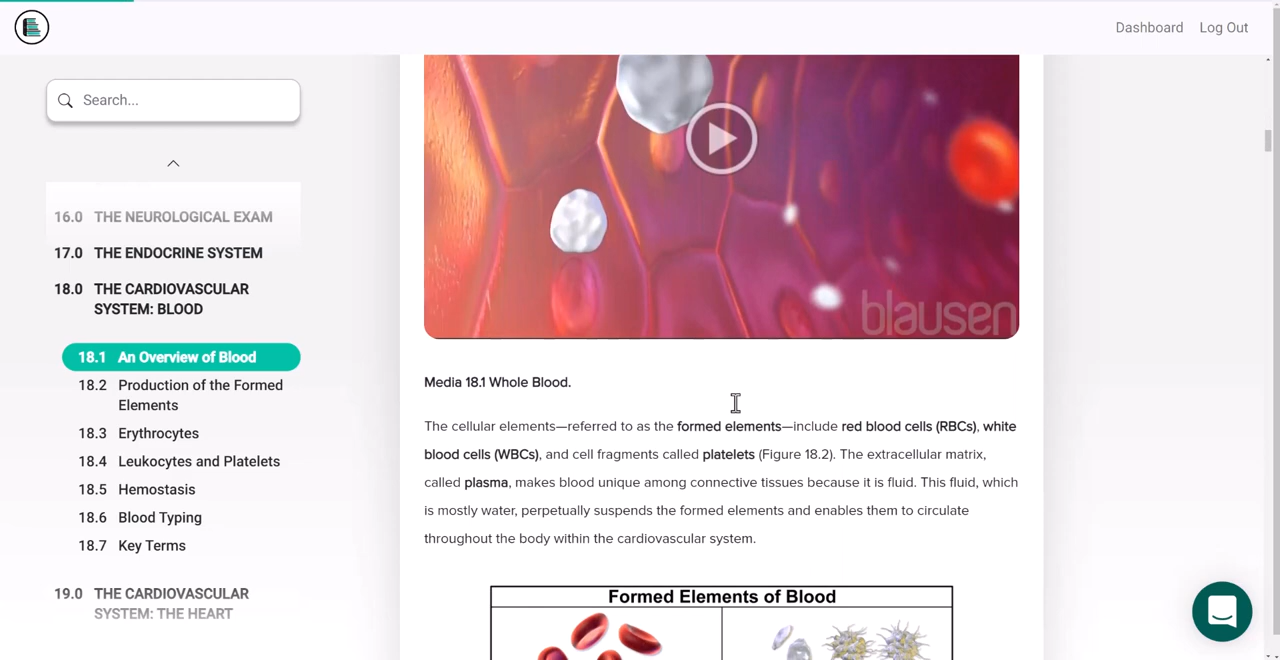 Dashboard Log Out
Search...
16.0 THE NEUROLOGICAL EXAM
17.0 THE ENDOCRINE SYSTEM
18.0 THE CARDIOVASCULAR
SYSTEM: BLOOD
18.1 An Overview of Blood
18.2 Production of the Formed
Elements
18.3 Erythrocytes
18.4 Leukocytes and Platelets
18.5 Hemostasis
18.6 Blood Typing
18.7 Key Terms
19.0 THE CARDIOVASCULAR
SYSTEM: THE HEART
blausen
Media 18.1 Whole Blood.
The cellular elements—referred to as the formed elements—include red blood cells (RBCs), white
blood cells (WBCs), and cell fragments called platelets (Figure 18.2). The extracellular matrix,
called plasma, makes blood unique among connective tissues because it is fluid. This fluid, which
is mostly water, perpetually suspends the formed elements and enables them to circulate
throughout the body within the cardiovascular system.
Formed Elements of Blood